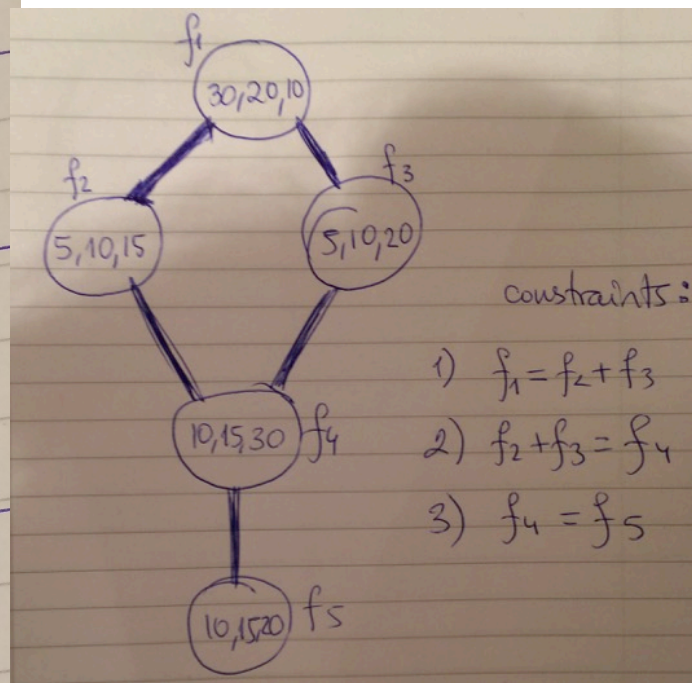 f1
30,20,10
f2
f3
5,10,15
5,10,20
constraints:
1) f1 = f2 + f3
10,15,30 f4
2) f2 + f3 = f4
3) f4 = f5
10,15,20 f5